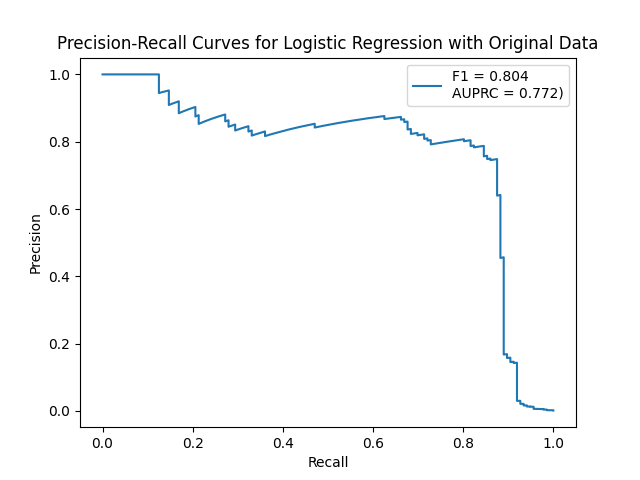 Precision-Recall Curves for Logistic Regression with Original Data
F1 = 0.804
AUPRC = 0.772)
1.0
0.8
0.6
0.4
0.2
0.0
Precision
0.0 0.2 0.4 0.6 0.8 1.0
Recall